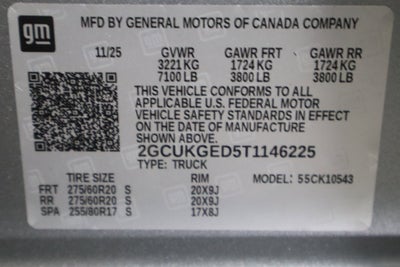 gm
MFD BY GENERAL MOTORS OF CANADA COMPANY
11/25 GVWR GAWR FRT GAWR RR
3221 KG 1724 KG 1724 KG
7100 LB 3800 LB 3800 LB
THIS VEHICLE CONFORMS TO ALL
APPLICABLE U.S. FEDERAL MOTOR
VEHICLE SAFETY STANDARDS IN EFFECT
ON THE DATE OF MANUFACTURE
SHOWN ABOVE.
2GCUKGED5T1146225
TYPE: TRUCK
TIRE SIZE RIM MODEL: 55CK10543
FRT 275/60R20 S 20X9J
RR 275/60R20 S 20X9J
SPA 255/80R17 S 17X8J